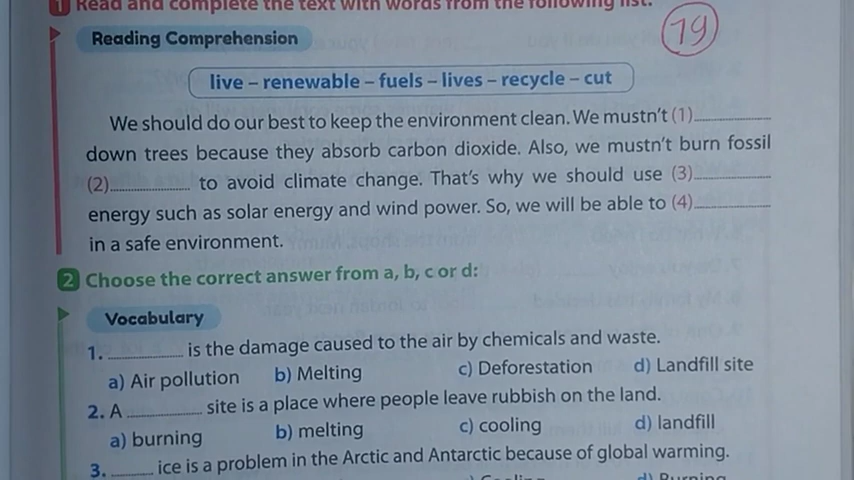 1 Read and complete the text with words from the following list.
79
Reading Comprehension
live – renewable – fuels – lives – recycle – cut
We should do our best to keep the environment clean. We mustn't (1)
down trees because they absorb carbon dioxide. Also, we mustn't burn fossil
(2) to avoid climate change. That's why we should use (3)
energy such as solar energy and wind power. So, we will be able to (4)
in a safe environment.
2 Choose the correct answer from a, b, c or d:
Vocabulary
1. is the damage caused to the air by chemicals and waste.
a) Air pollution b) Melting c) Deforestation d) Landfill site
2. A site is a place where people leave rubbish on the land.
a) burning b) melting c) cooling d) landfill
3. ice is a problem in the Arctic and Antarctic because of global warming.
Cooling d) Burning